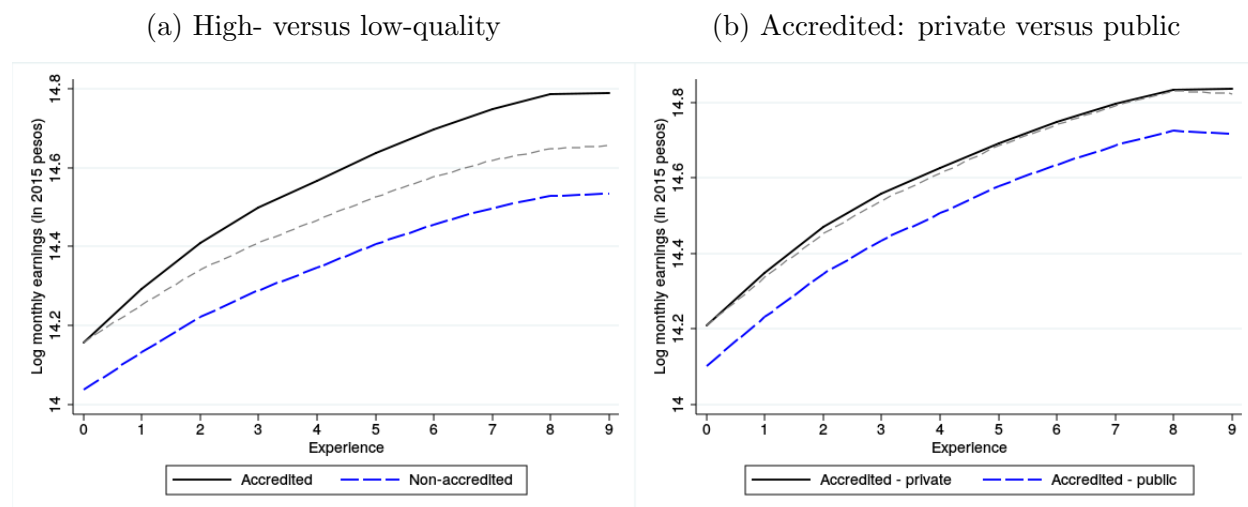 (a) High- versus low-quality
Log monthly earnings (in 2015 pesos)
14.8
14.6
14.4
14.2
14
0 1 2 3 4 5 6 7 8 9
Experience
Accredited Non-accredited
(b) Accredited: private versus public
Log monthly earnings (in 2015 pesos)
14.8
14.6
14.4
14.2
14
0 1 2 3 4 5 6 7 8 9
Experience
Accredited - private Accredited - public